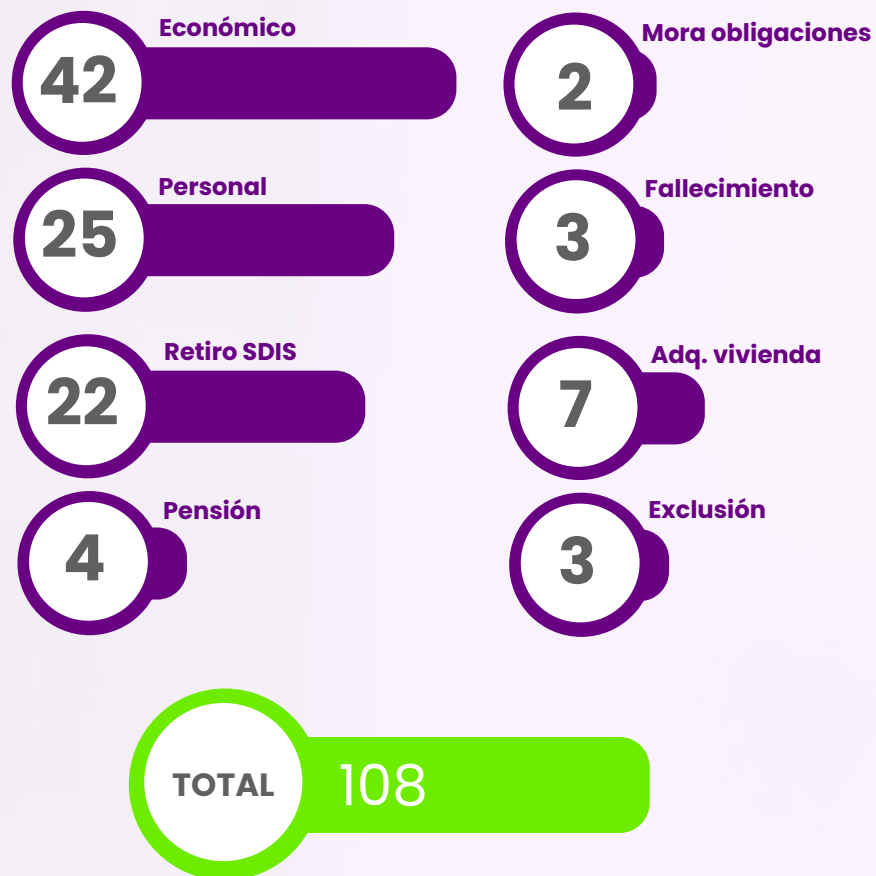 Económico
42
Personal
25
Retiro SDIS
22
Pensión
4
Mora obligaciones
2
Fallecimiento
3
Adq. vivienda
7
Exclusión
3
TOTAL 108